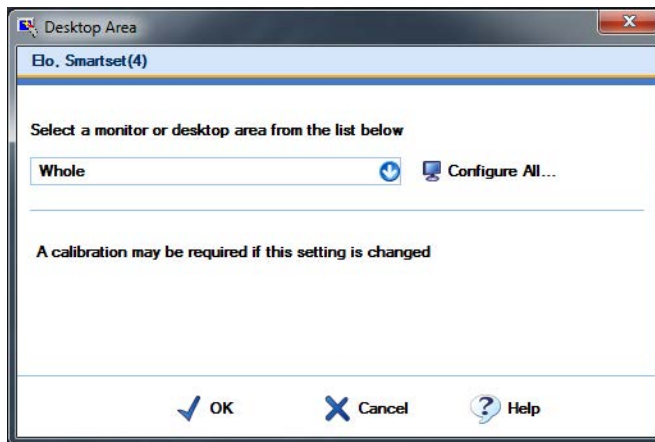 Desktop Area
Elo, Smartset(4)
Select a monitor or desktop area from the list below
Whole
Configure All...
A calibration may be required if this setting is changed
OK
Cancel
Help